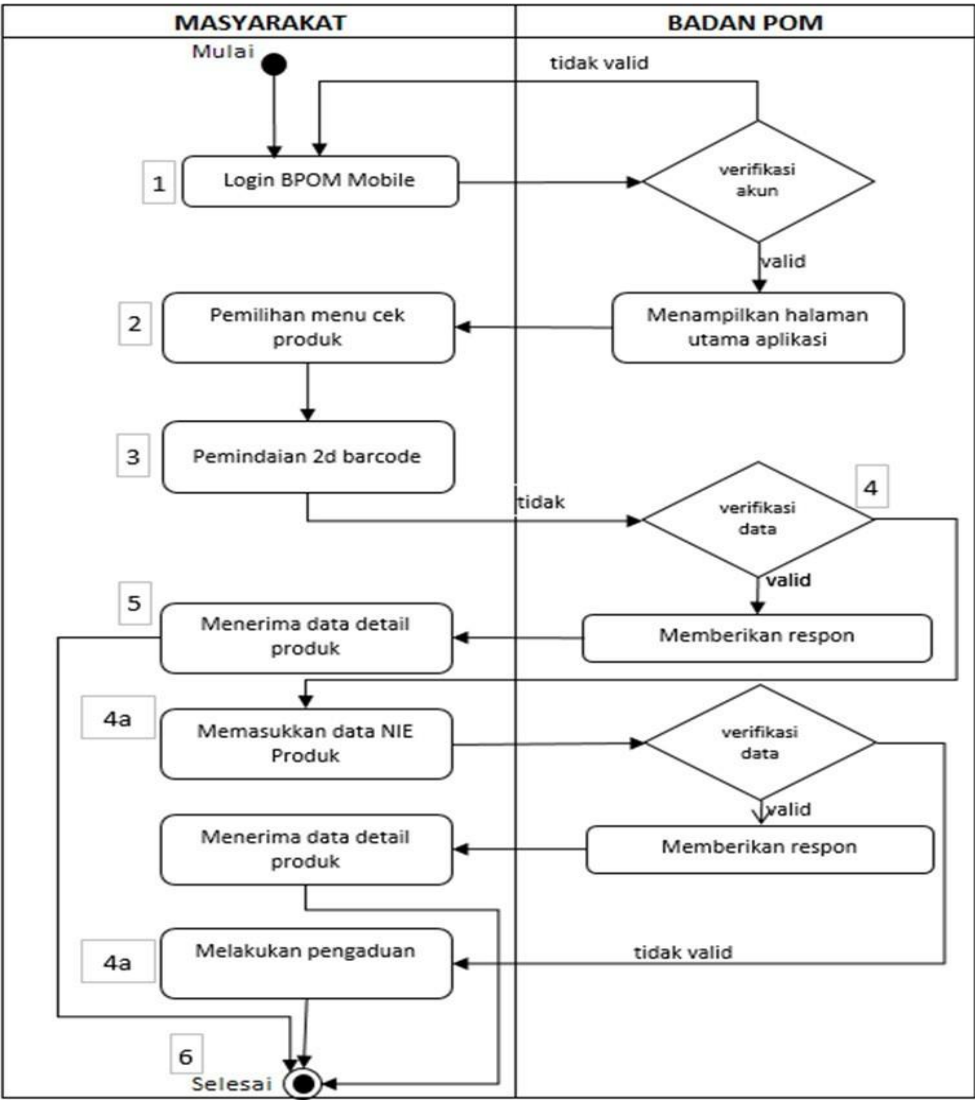 MASYARAKAT
BADAN POM
Mulai
tidak valid
1
Login BPOM Mobile
verifikasi
akun
valid
2
Pemilihan menu cek
produk
Menampilkan halaman
utama aplikasi
3
Pemindaian 2d barcode
tidak
verifikasi
data
4
valid
5
Menerima data detail
produk
Memberikan respon
4a
Memasukkan data NIE
Produk
verifikasi
data
valid
Menerima data detail
produk
Memberikan respon
4a
Melakukan pengaduan
tidak valid
6
Selesai